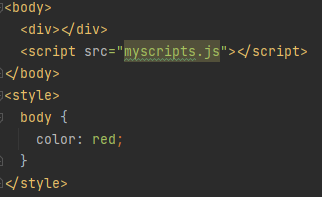 <body>
<div></div>
<script src="myscripts.js"></script>
</body>
<style>
body {
color: red;
}
</style>